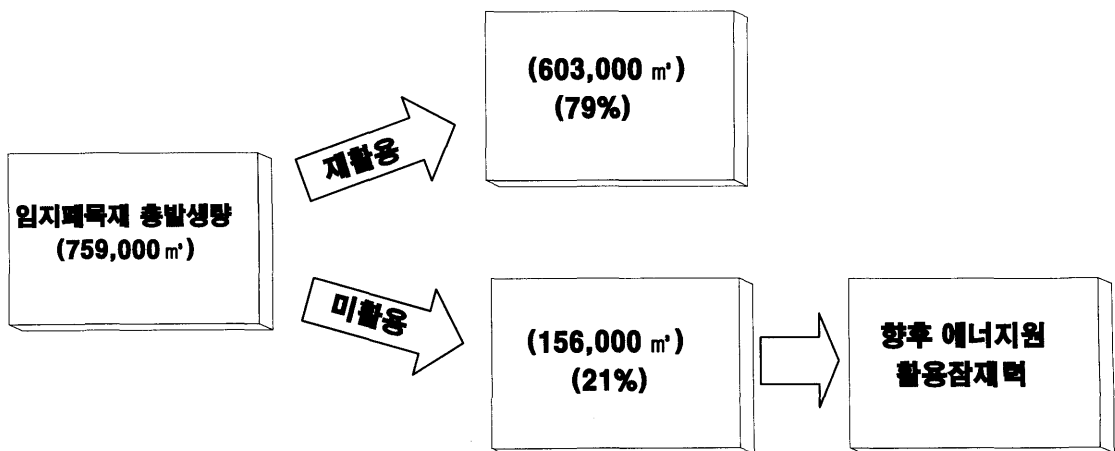 임지폐목재 총발생량
(759,000 ㎥)
재활용
(603,000 ㎥)
(79%)
미활용
(156,000 ㎥)
(21%)
향후 에너지원
활용잠재력